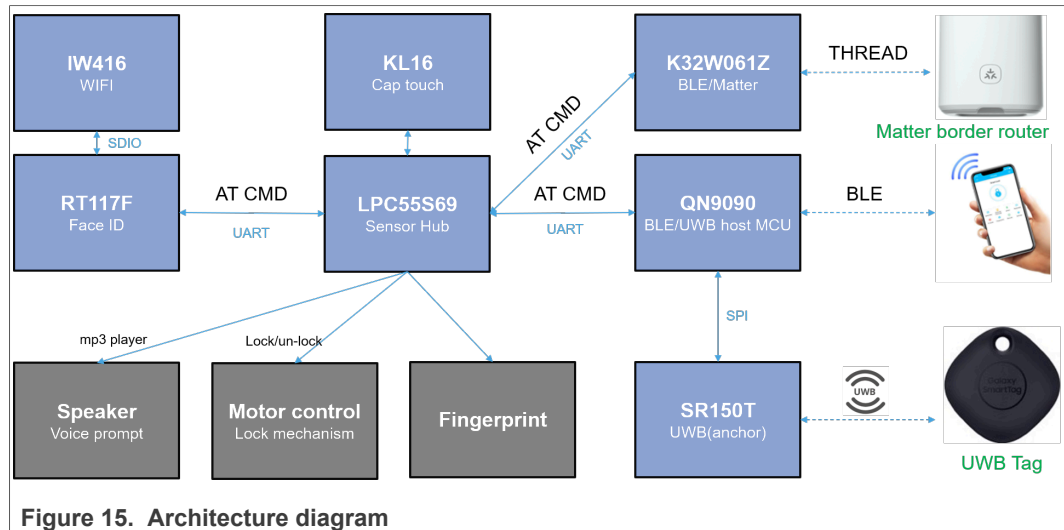 IW416
WIFI
KL16
Cap touch
K32W061Z
BLE/Matter
THREAD
Matter border router
SDIO
AT CMD
UART
RT117F
Face ID
AT CMD
UART
LPC55S69
Sensor Hub
AT CMD
UART
QN9090
BLE/UWB host MCU
BLE
SPI
mp3 player
Lock/un-lock
Speaker
Voice prompt
Motor control
Lock mechanism
Fingerprint
SR150T
UWB(anchor)
UWB
Galaxy
SmartTag
UWB Tag
Figure 15. Architecture diagram